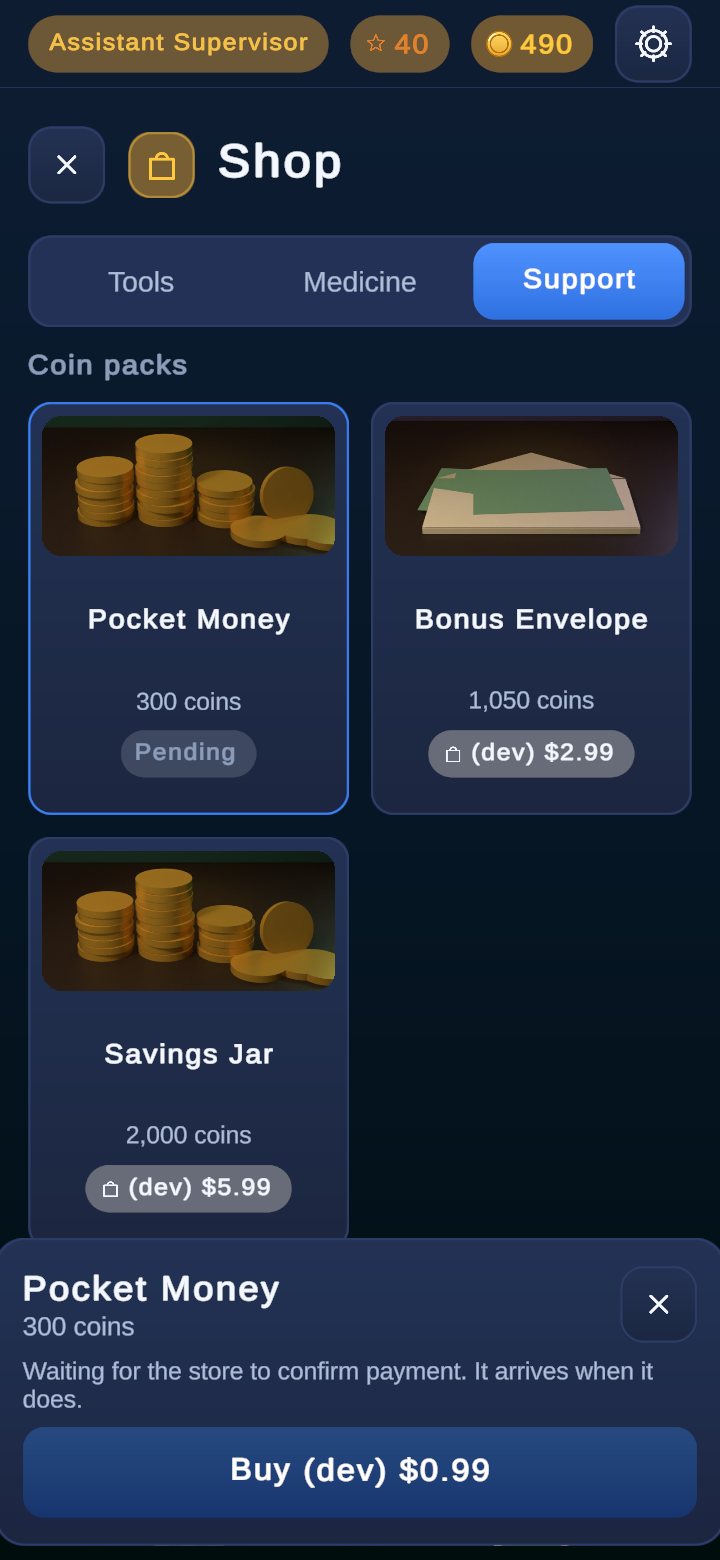 Assistant Supervisor
40
490
Shop
Tools
Medicine
Support
Coin packs
Pocket Money
300 coins
Pending
Bonus Envelope
1,050 coins
(dev) $2.99
Savings Jar
2,000 coins
(dev) $5.99
Pocket Money
300 coins
Waiting for the store to confirm payment. It arrives when it
does.
Buy (dev) $0.99